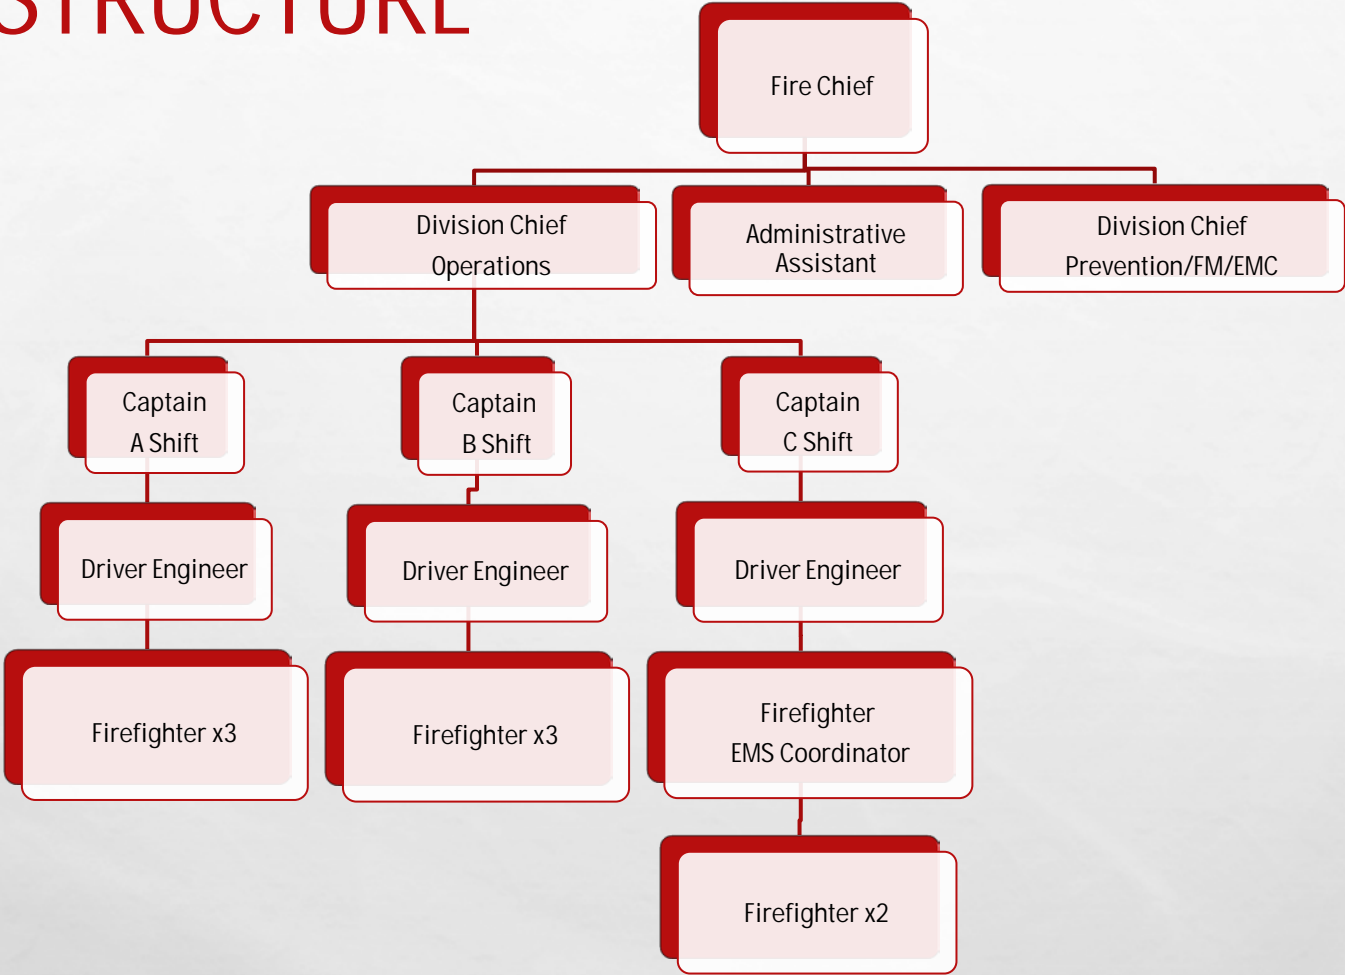 STRUCTURE
Fire Chief
Division Chief
Operations
Administrative
Assistant
Division Chief
Prevention/FM/EMC
Captain
A Shift
Captain
B Shift
Captain
C Shift
Driver Engineer
Driver Engineer
Driver Engineer
Firefighter x3
Firefighter x3
Firefighter
EMS Coordinator
Firefighter x2